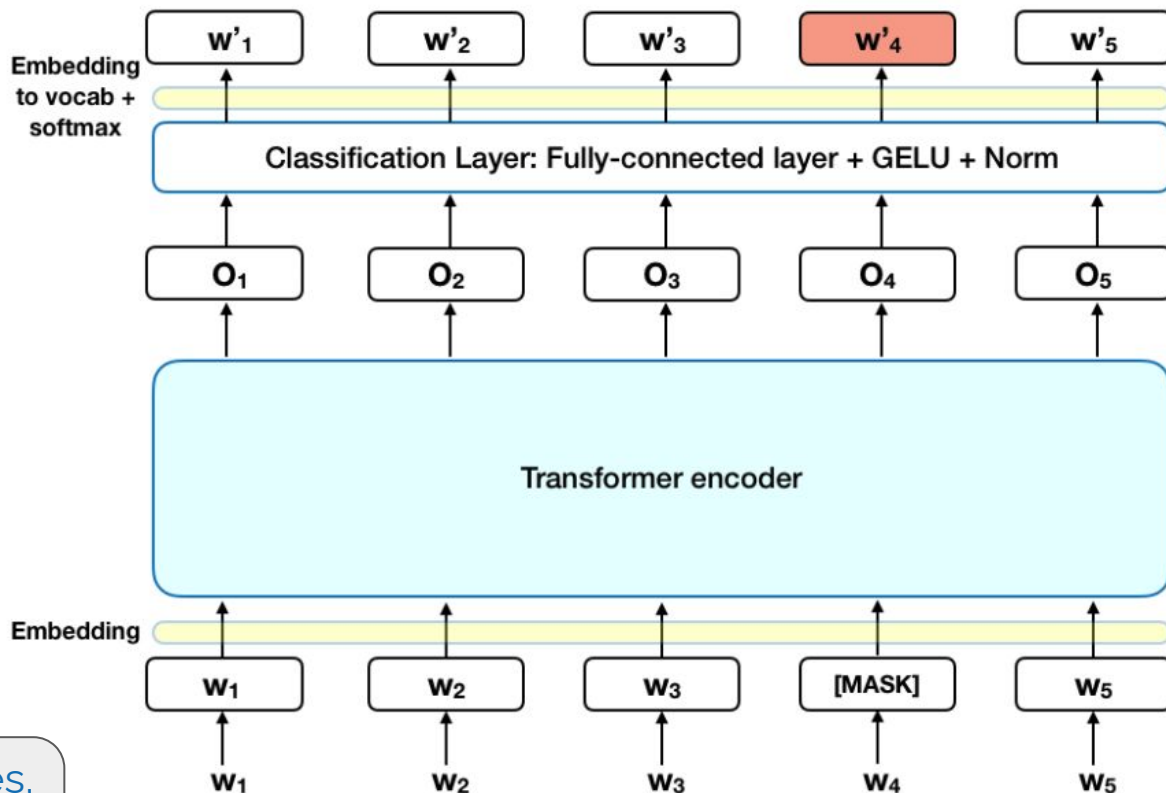 w'₁ w'₂ w'₃ w'₄ w'₅
Embedding
to vocab +
softmax
Classification Layer: Fully-connected layer + GELU + Norm
O₁ O₂ O₃ O₄ O₅
Transformer encoder
Embedding
w₁ w₂ w₃ [MASK] w₅
w₁ w₂ w₃ w₄ w₅